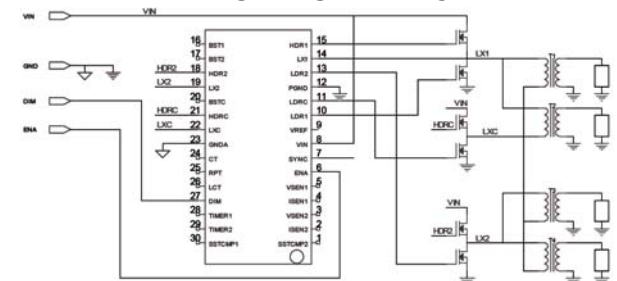 VIN VIN
GND
DIM
ENA
HDR2
LX2
HDRC
LXC
16 BST1 HDR1 15
17 BST2 LX1 14
18 HDR2 LDR2 13
19 LX2 PGND 12
20 BSTC LDRC 11
21 HDRC LDR1 10
22 LXC VREF 9
23 GNDA VIN 8
24 CT SYNC 7
25 RPT ENA 6
26 LCT VSEN1 5
27 DIM ISEN1 4
28 TIMER1 VSEN2 3
29 TIMER2 ISEN2 2
30 SSTCMP1 SSTCMP2 1
LX1
VIN
HDRC
LXC
VIN
HDR2
LX2